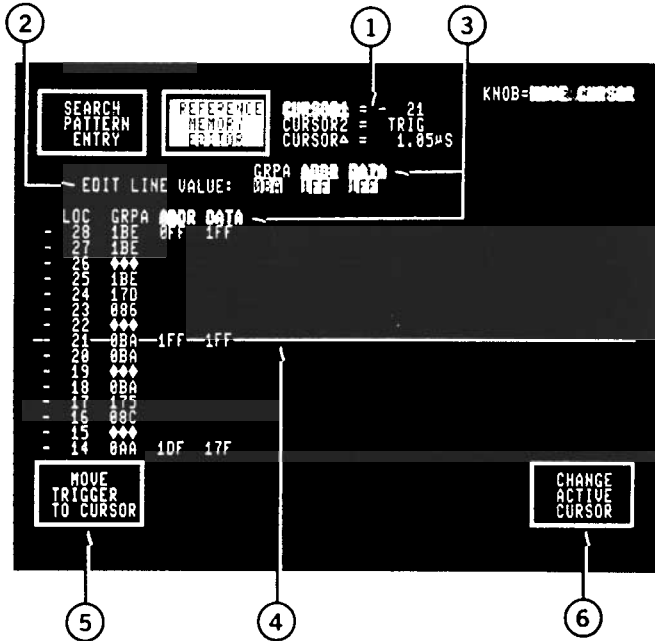 2 1 3
SEARCH PATTERN ENTRY
REFERENCE MEMORY EDITOR
CURSOR1 = - 21
CURSOR2 = TRIG
CURSOR△ = 1.05µS
KNOB=MOVE CURSOR
GRPA ADDR DATA
EDIT LINE VALUE: 0BA 1FF 1FF
LOC GRPA ADDR DATA
- 28 1BE 0FF 1FF
- 27 1BE
- 26 ♦♦♦
- 25 1BE
- 24 17D
- 23 086
- 22 ♦♦♦
- 21 0BA 1FF 1FF
- 20 0BA
- 19 ♦♦♦
- 18 0BA
- 17 175
- 16 08C
- 15 ♦♦♦
- 14 0AA 1DF 17F
MOVE TRIGGER TO CURSOR
CHANGE ACTIVE CURSOR
5 4 6